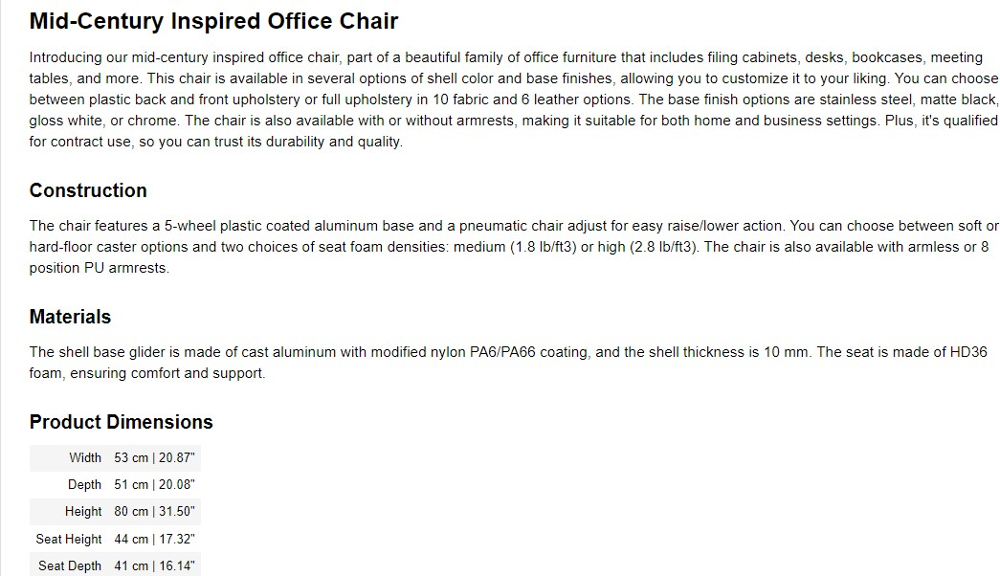 Mid-Century Inspired Office Chair
Introducing our mid-century inspired office chair, part of a beautiful family of office furniture that includes filing cabinets, desks, bookcases, meeting
tables, and more. This chair is available in several options of shell color and base finishes, allowing you to customize it to your liking. You can choose
between plastic back and front upholstery or full upholstery in 10 fabric and 6 leather options. The base finish options are stainless steel, matte black,
gloss white, or chrome. The chair is also available with or without armrests, making it suitable for both home and business settings. Plus, it's qualified
for contract use, so you can trust its durability and quality.
Construction
The chair features a 5-wheel plastic coated aluminum base and a pneumatic chair adjust for easy raise/lower action. You can choose between soft or
hard-floor caster options and two choices of seat foam densities: medium (1.8 lb/ft3) or high (2.8 lb/ft3). The chair is also available with armless or 8
position PU armrests.
Materials
The shell base glider is made of cast aluminum with modified nylon PA6/PA66 coating, and the shell thickness is 10 mm. The seat is made of HD36
foam, ensuring comfort and support.
Product Dimensions
Width 53 cm | 20.87"
Depth 51 cm | 20.08"
Height 80 cm | 31.50"
Seat Height 44 cm | 17.32"
Seat Depth 41 cm | 16.14"